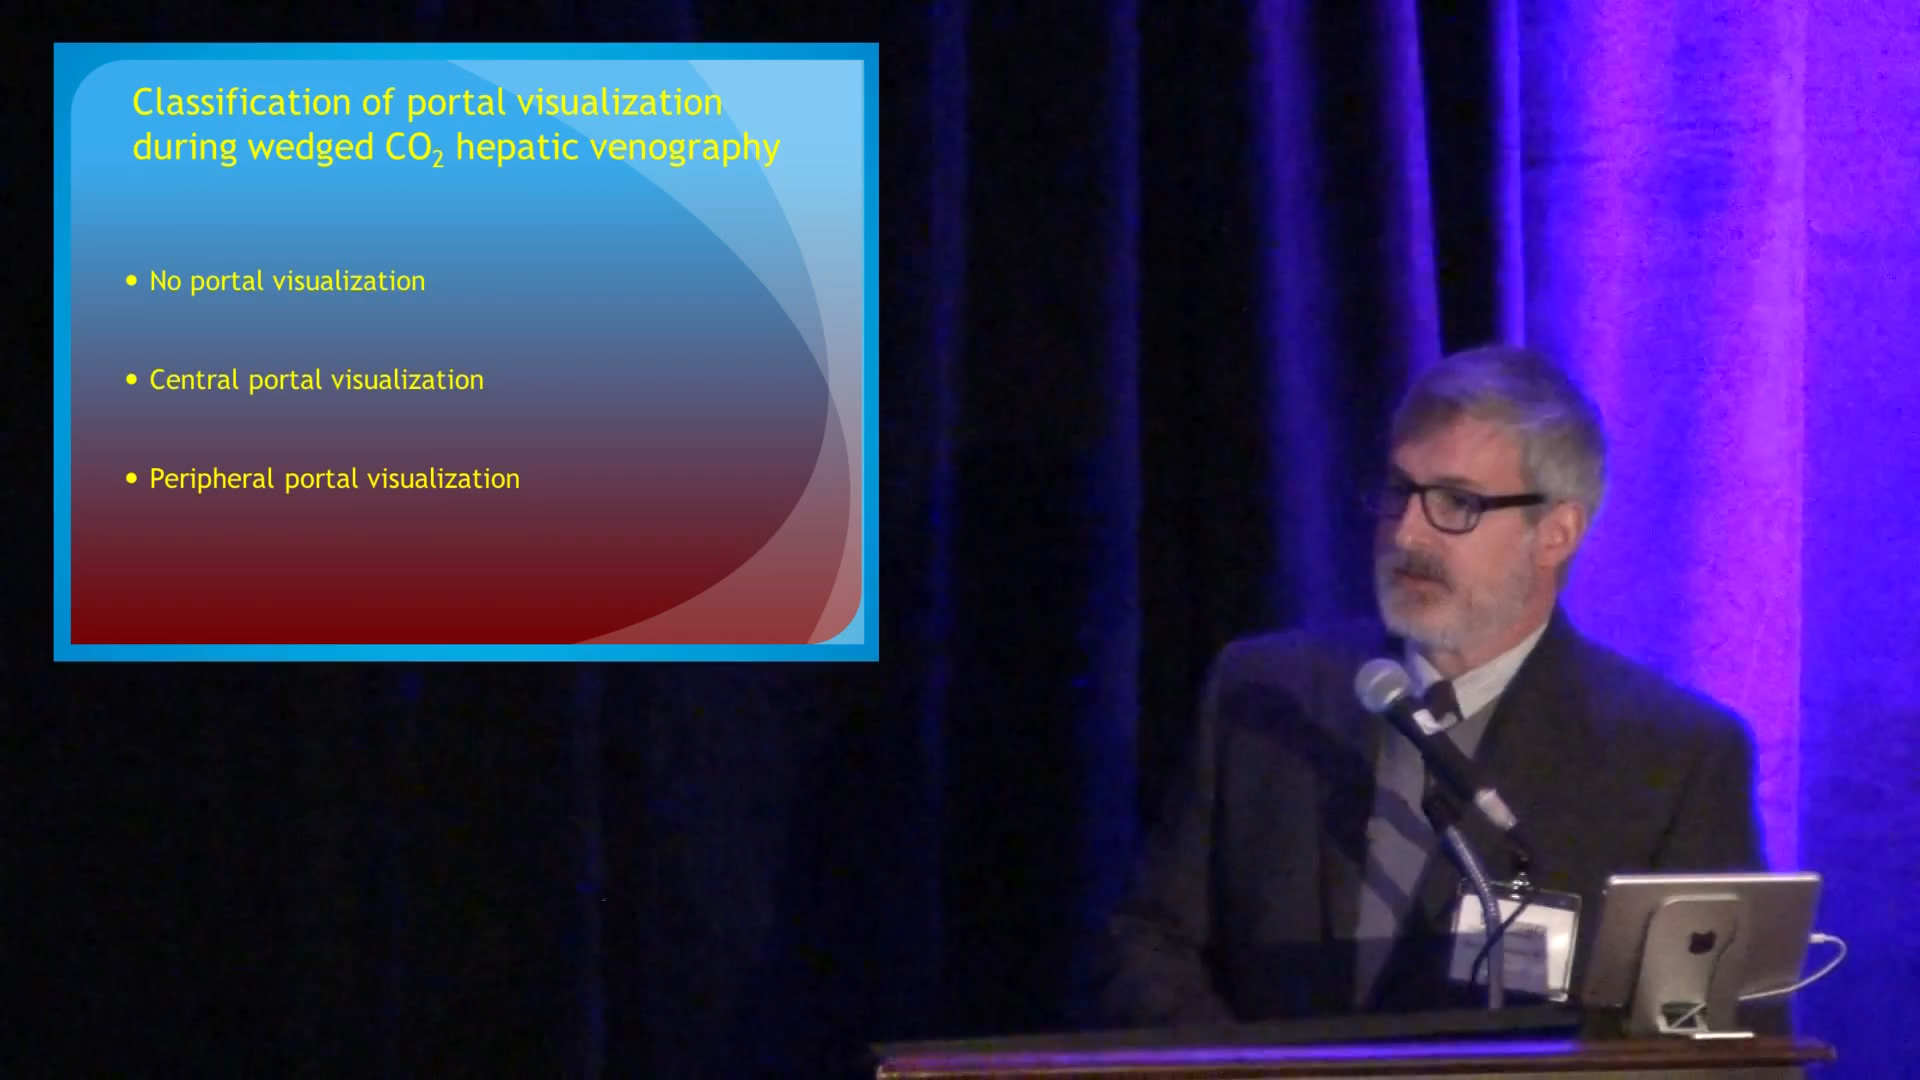 Classification of portal visualization
during wedged CO₂ hepatic venography
• No portal visualization
• Central portal visualization
• Peripheral portal visualization